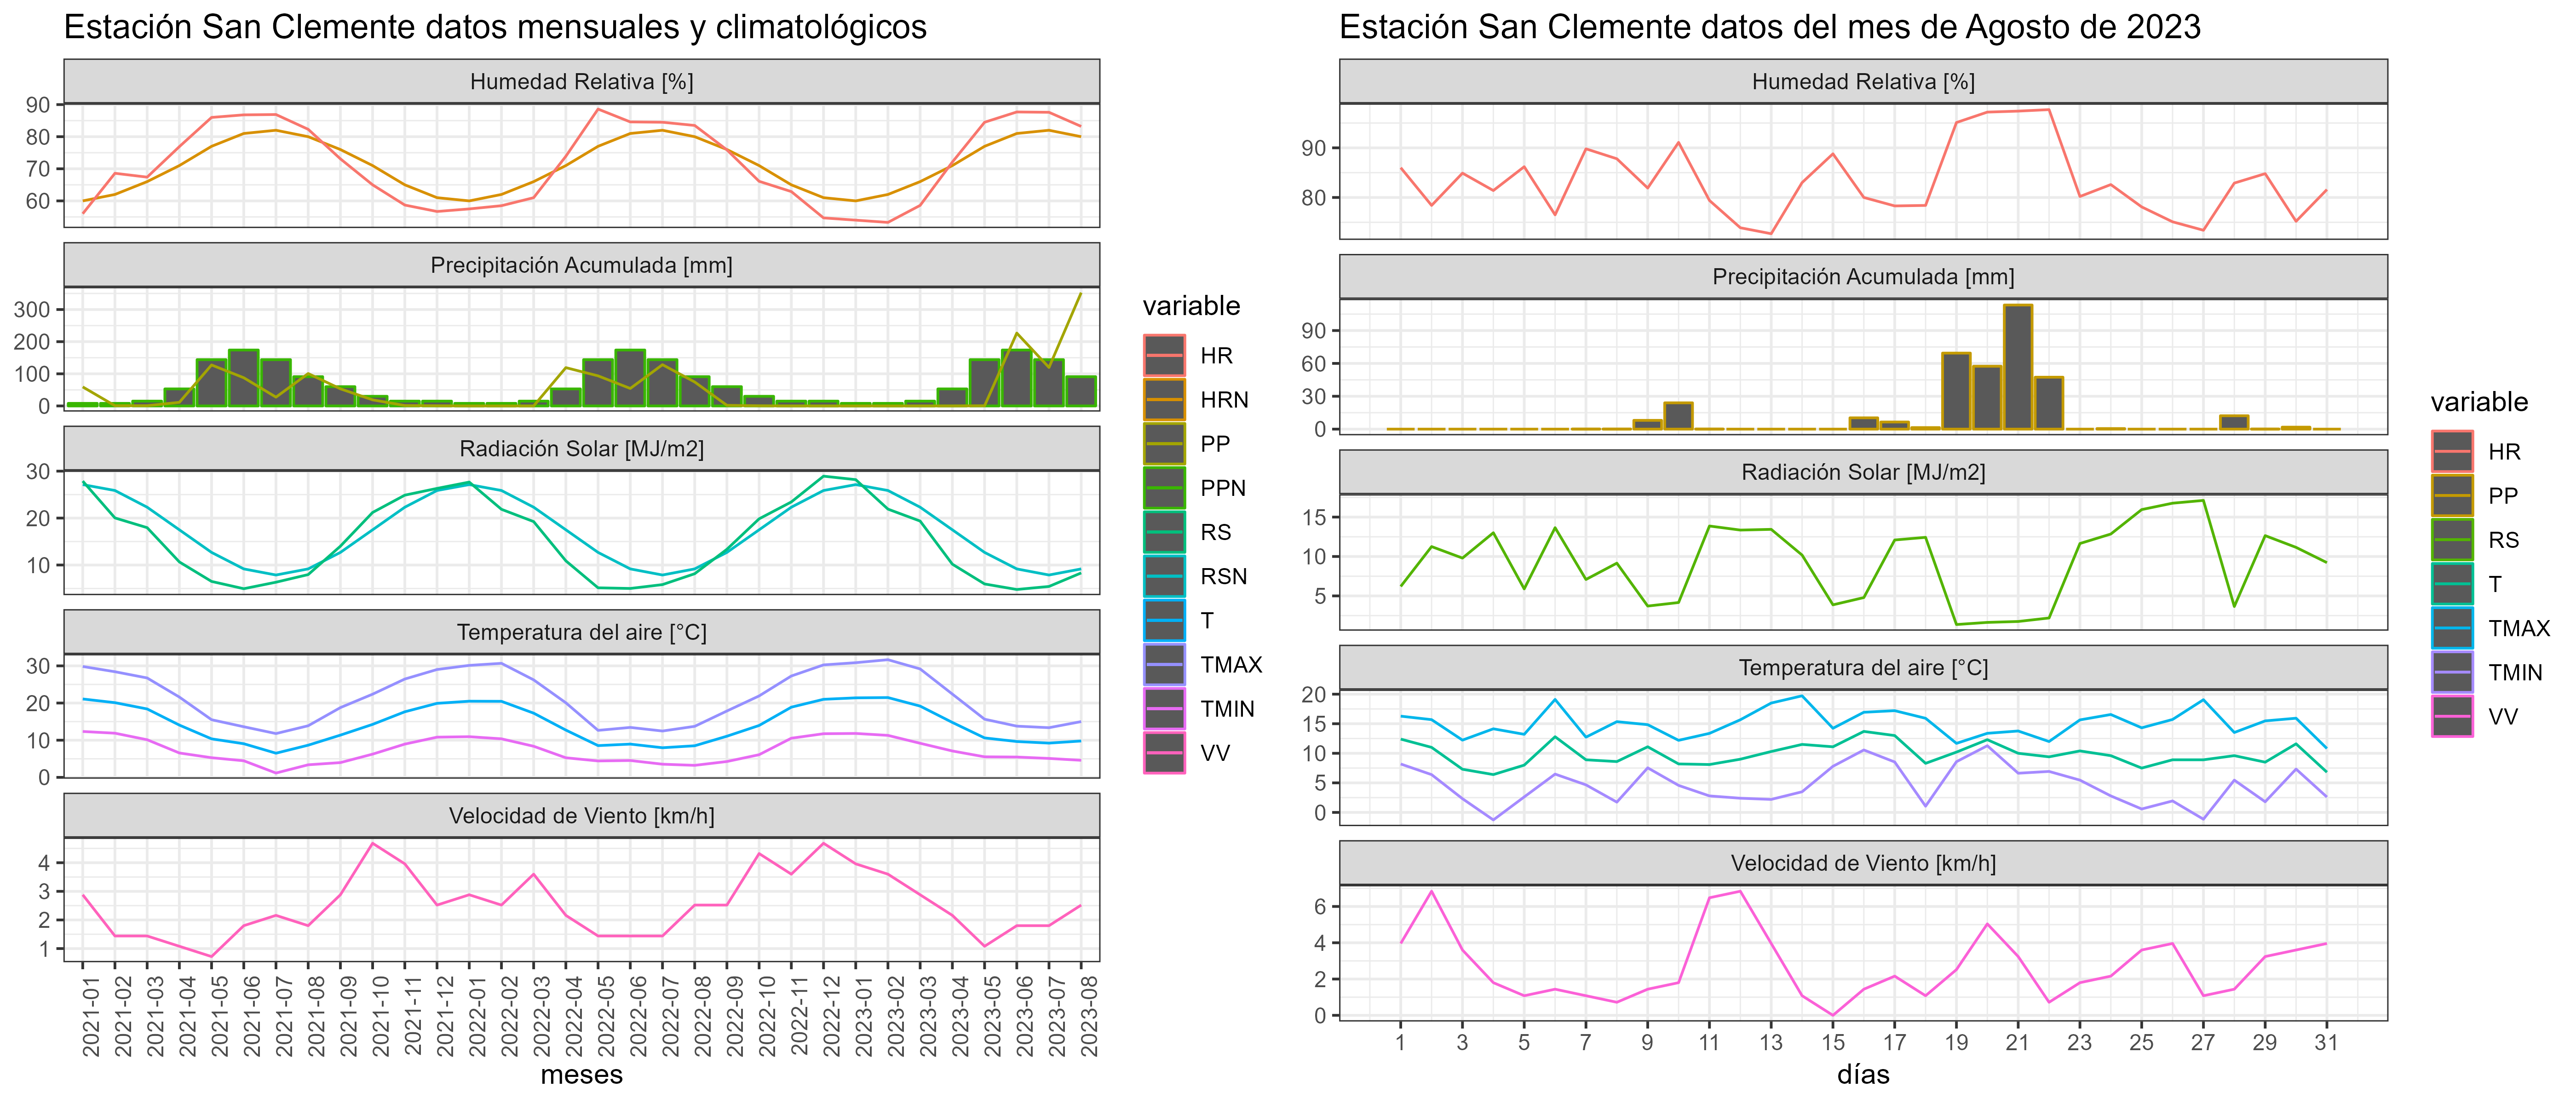 Estación San Clemente datos mensuales y climatológicos
Humedad Relativa [%]
90
80
70
60
Precipitación Acumulada [mm]
300
200
100
0
Radiación Solar [MJ/m2]
30
20
10
Temperatura del aire [°C]
30
20
10
0
Velocidad de Viento [km/h]
4
3
2
1
2021-01
2021-02
2021-03
2021-04
2021-05
2021-06
2021-07
2021-08
2021-09
2021-10
2021-11
2021-12
2022-01
2022-02
2022-03
2022-04
2022-05
2022-06
2022-07
2022-08
2022-09
2022-10
2022-11
2022-12
2023-01
2023-02
2023-03
2023-04
2023-05
2023-06
2023-07
2023-08
meses
variable
HR
HRN
PP
PPN
RS
RSN
T
TMAX
TMIN
VV
Estación San Clemente datos del mes de Agosto de 2023
Humedad Relativa [%]
90
80
Precipitación Acumulada [mm]
90
60
30
0
Radiación Solar [MJ/m2]
15
10
5
Temperatura del aire [°C]
20
15
10
5
0
Velocidad de Viento [km/h]
6
4
2
0
1 3 5 7 9 11 13 15 17 19 21 23 25 27 29 31
días
variable
HR
PP
RS
T
TMAX
TMIN
VV